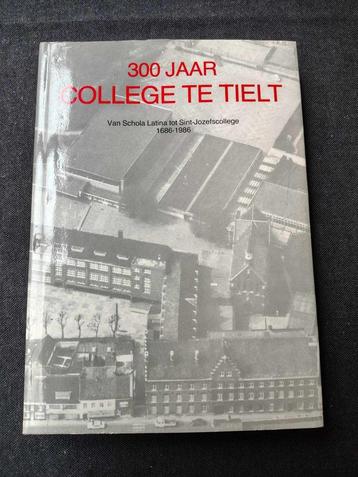 300 JAAR
COLLEGE TE TIELT
Van Schola Latina tot Sint-Jozefscollege
1686-1986